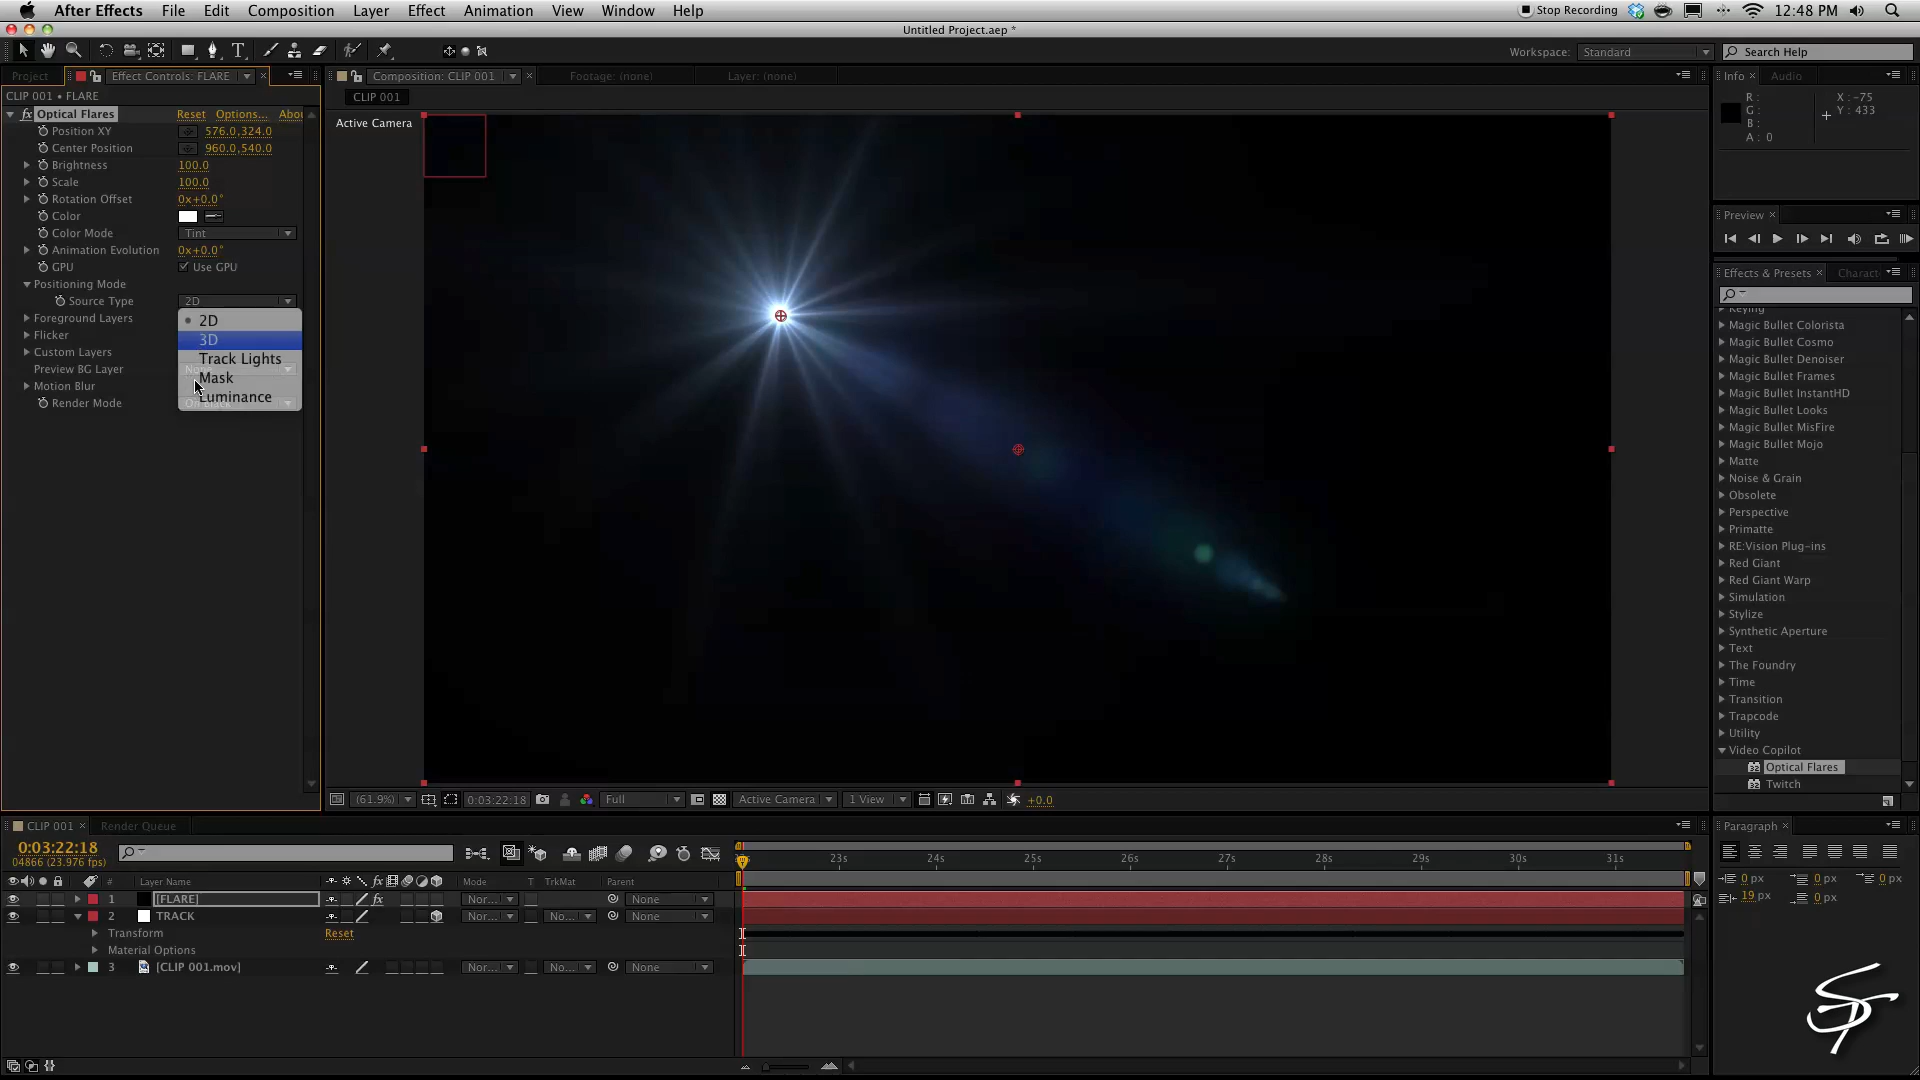 After Effects File Edit Composition Layer Effect Animation View Window Help Stop Recording 12:48 PM
Untitled Project.aep *
Workspace: Standard Search Help
Project Effect Controls: FLARE Composition: CLIP 001 Footage: (none) Layer: (none) Info Audio
CLIP 001 • FLARE
CLIP 001
Active Camera
fx Optical Flares Reset Options... Abou
Position XY 576.0,324.0
Center Position 960.0,540.0
Brightness 100.0
Scale 100.0
Rotation Offset 0x+0.0°
Color
Color Mode Tint
Animation Evolution 0x+0.0°
GPU Use GPU
Positioning Mode
Source Type 2D
Foreground Layers
Flicker
Custom Layers
Preview BG Layer
Motion Blur
Render Mode
2D
3D
Track Lights
Mask
Luminance
R :
G :
B :
A : 0
X : -75
Y : 433
Preview
Effects & Presets Charact
Keying
Magic Bullet Colorista
Magic Bullet Cosmo
Magic Bullet Denoiser
Magic Bullet Frames
Magic Bullet InstantHD
Magic Bullet Looks
Magic Bullet MisFire
Magic Bullet Mojo
Matte
Noise & Grain
Obsolete
Perspective
Primatte
RE:Vision Plug-ins
Red Giant
Red Giant Warp
Simulation
Stylize
Synthetic Aperture
Text
The Foundry
Time
Transition
Trapcode
Utility
Video Copilot
32 Optical Flares
32 Twitch
(61.9%) 0:03:22:18 Full Active Camera 1 View +0.0
CLIP 001 Render Queue
0:03:22:18
04866 (23.976 fps)
23s 24s 25s 26s 27s 28s 29s 30s 31s
# Layer Name fx Mode T TrkMat Parent
1 [FLARE] fx Nor... None
2 TRACK Nor... No... None
Transform Reset
Material Options
3 [CLIP 001.mov] Nor... No... None
Paragraph
0 px 0 px 0 px
19 px 0 px